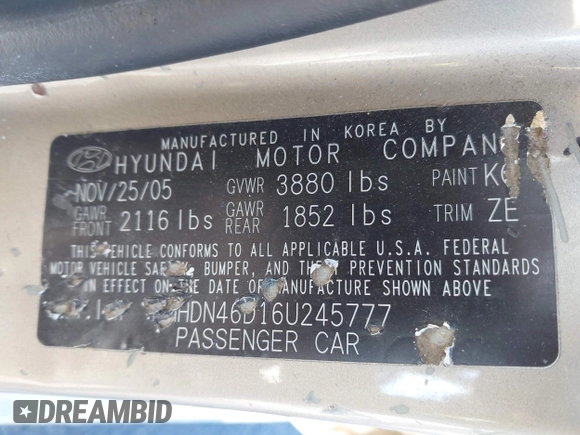 MANUFACTURED IN KOREA BY
HYUNDAI MOTOR COMPANY
NOV/25/05 GVWR 3880 lbs PAINT
GAWR FRONT 2116 lbs GAWR REAR 1852 lbs TRIM ZE
THIS VEHICLE CONFORMS TO ALL APPLICABLE U.S.A. FEDERAL
MOTOR VEHICLE SAFETY, BUMPER, AND THEFT PREVENTION STANDARDS
IN EFFECT ON THE DATE OF MANUFACTURE SHOWN ABOVE
HDN46D16U245777
PASSENGER CAR
DREAMBID